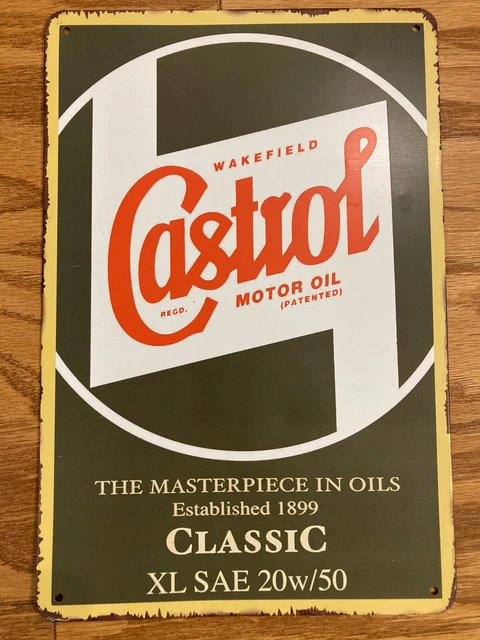 WAKEFIELD
Castrol
REGD. MOTOR OIL
(PATENTED)
THE MASTERPIECE IN OILS
Established 1899
CLASSIC
XL SAE 20w/50